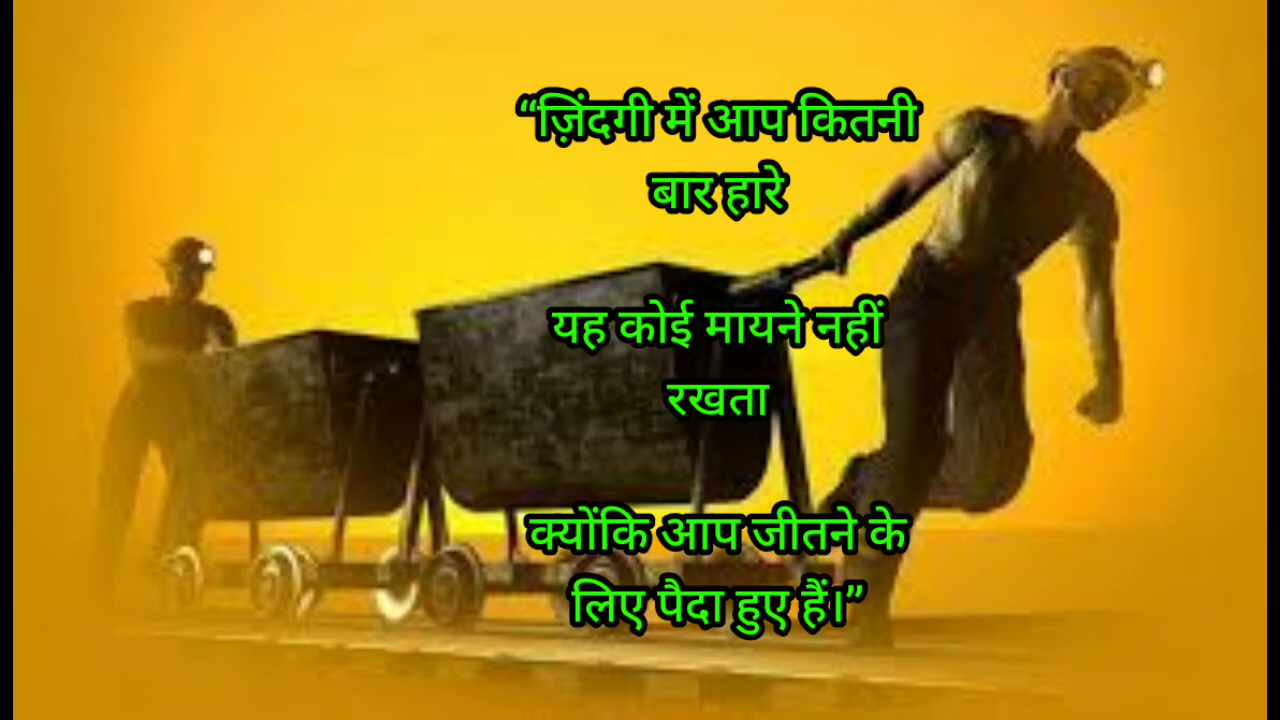 “ज़िंदगी में आप कितनी
बार हारे
यह कोई मायने नहीं
रखता
क्योंकि आप जीतने के
लिए पैदा हुए हैं।”